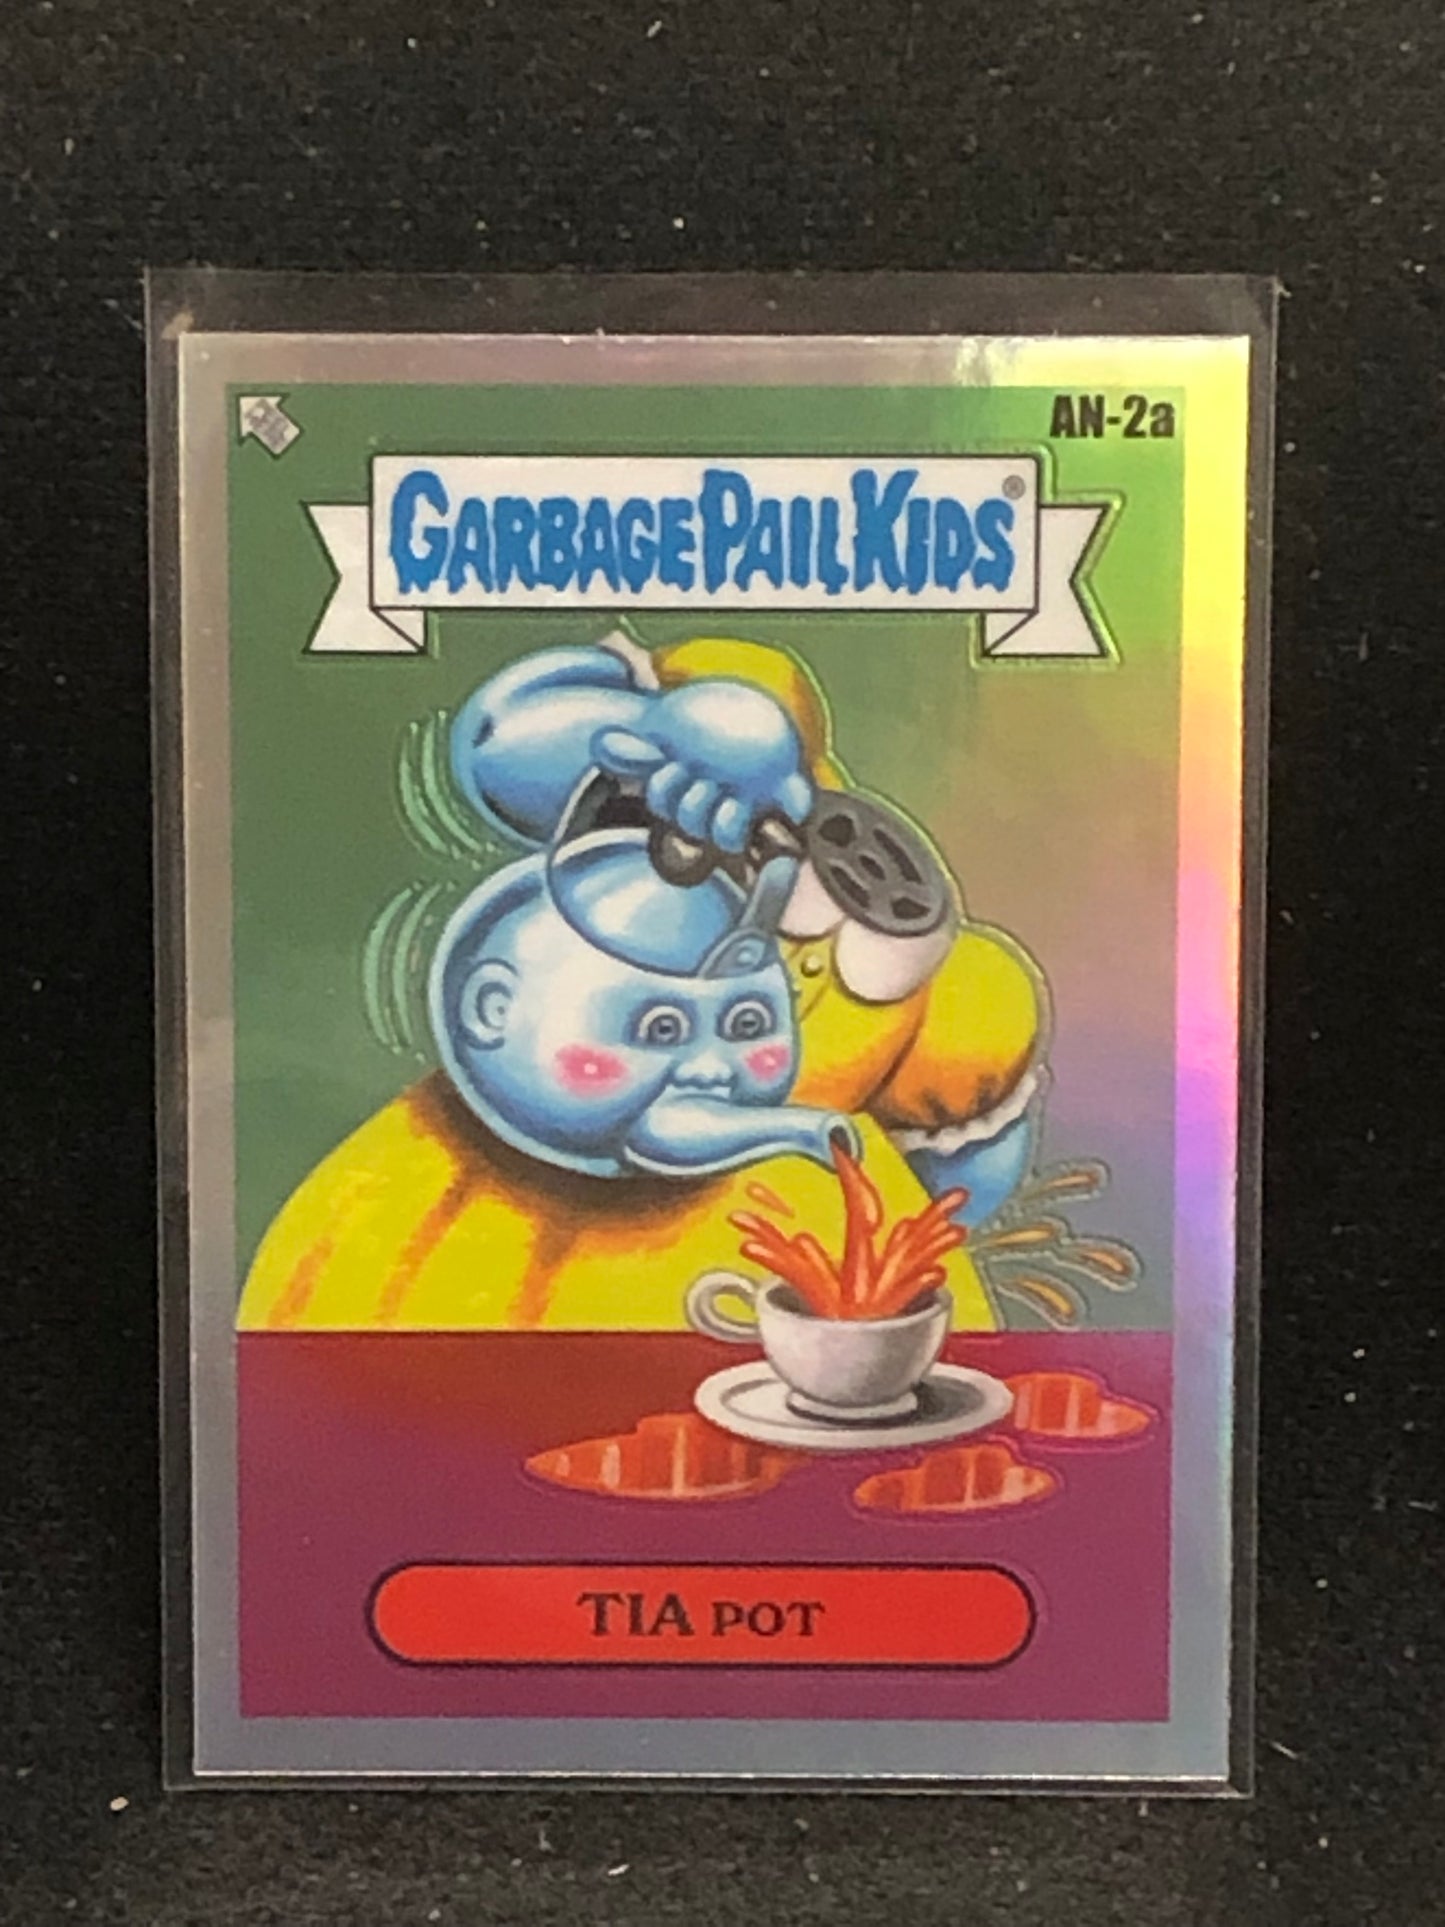 AN-2a
GARBAGE PAIL KIDS®
TIA POT